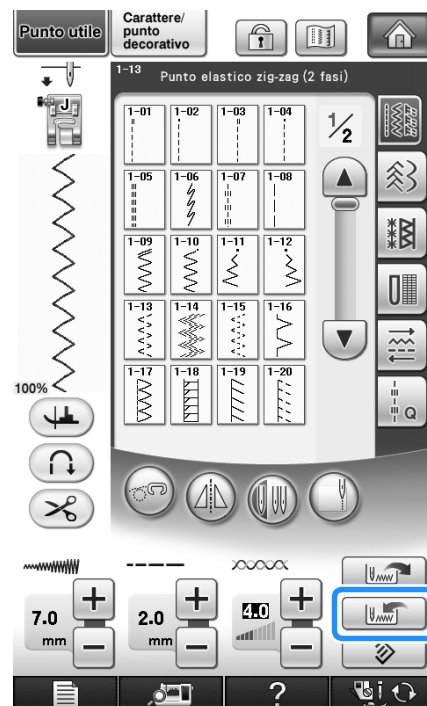 Punto utile
Carattere/
punto
decorativo
1-13
Punto elastico zig-zag (2 fasi)
J
1-01 1-02 1-03 1-04
1/2
1-05 1-06 1-07 1-08
1-09 1-10 1-11 1-12
1-13 1-14 1-15 1-16
1-17 1-18 1-19 1-20
Q
100%
7.0
mm
+
−
2.0
mm
+
−
4.0
+
−
?